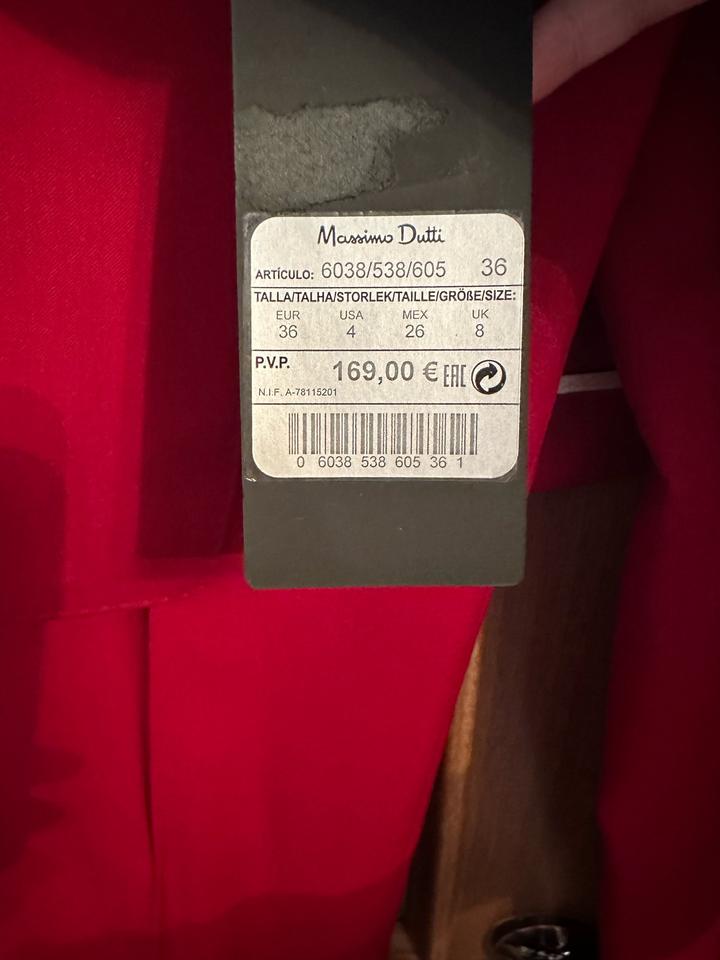 Massimo Dutti
ARTÍCULO: 6038/538/605 36
TALLA/TALHA/STORLEK/TAILLE/GRÖßE/SIZE:
EUR USA MEX UK
36 4 26 8
P.V.P. 169,00 € EAC
N.I.F. A-78115201
0 6038 538 605 36 1